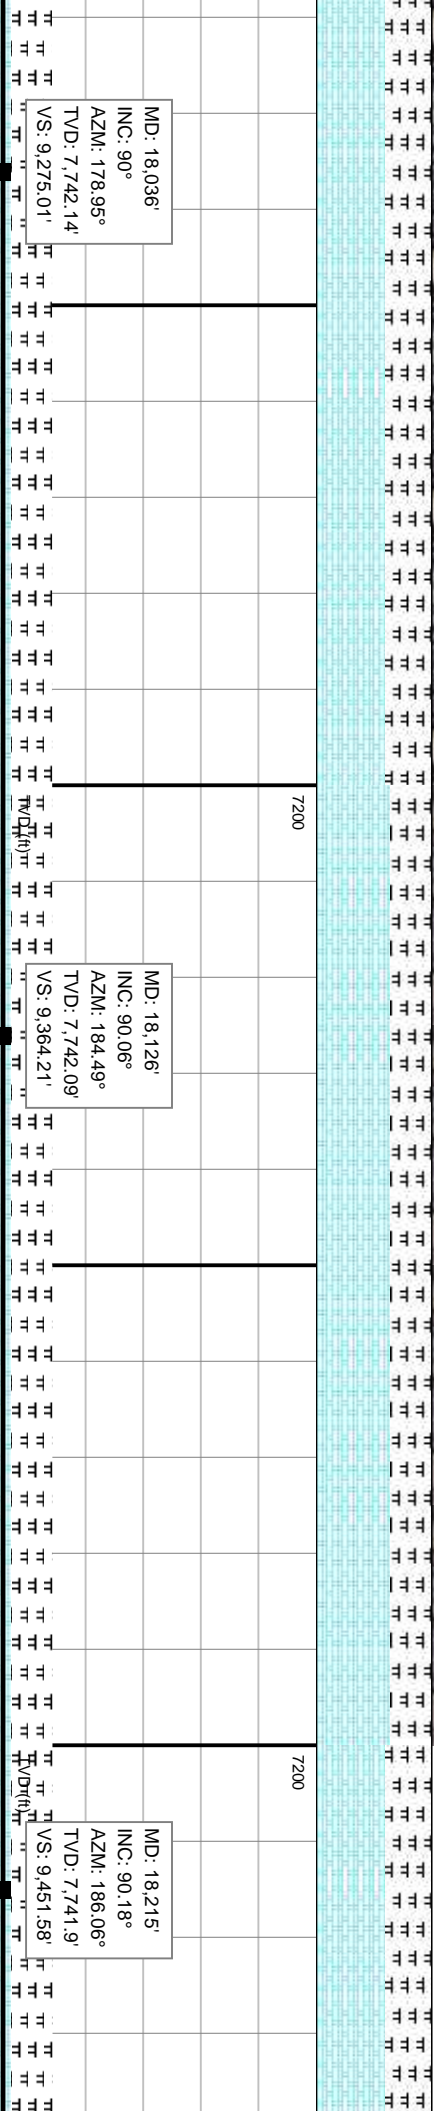 MD: 18,036'
INC: 90°
AZM: 178.95°
TVD: 7,742.14'
VS: 9,275.01'
7200
TVD (ft)
MD: 18,126'
INC: 90.06°
AZM: 184.49°
TVD: 7,742.09'
VS: 9,364.21'
7200
TVD (ft)
MD: 18,215'
INC: 90.18°
AZM: 186.06°
TVD: 7,741.9'
VS: 9,451.58'